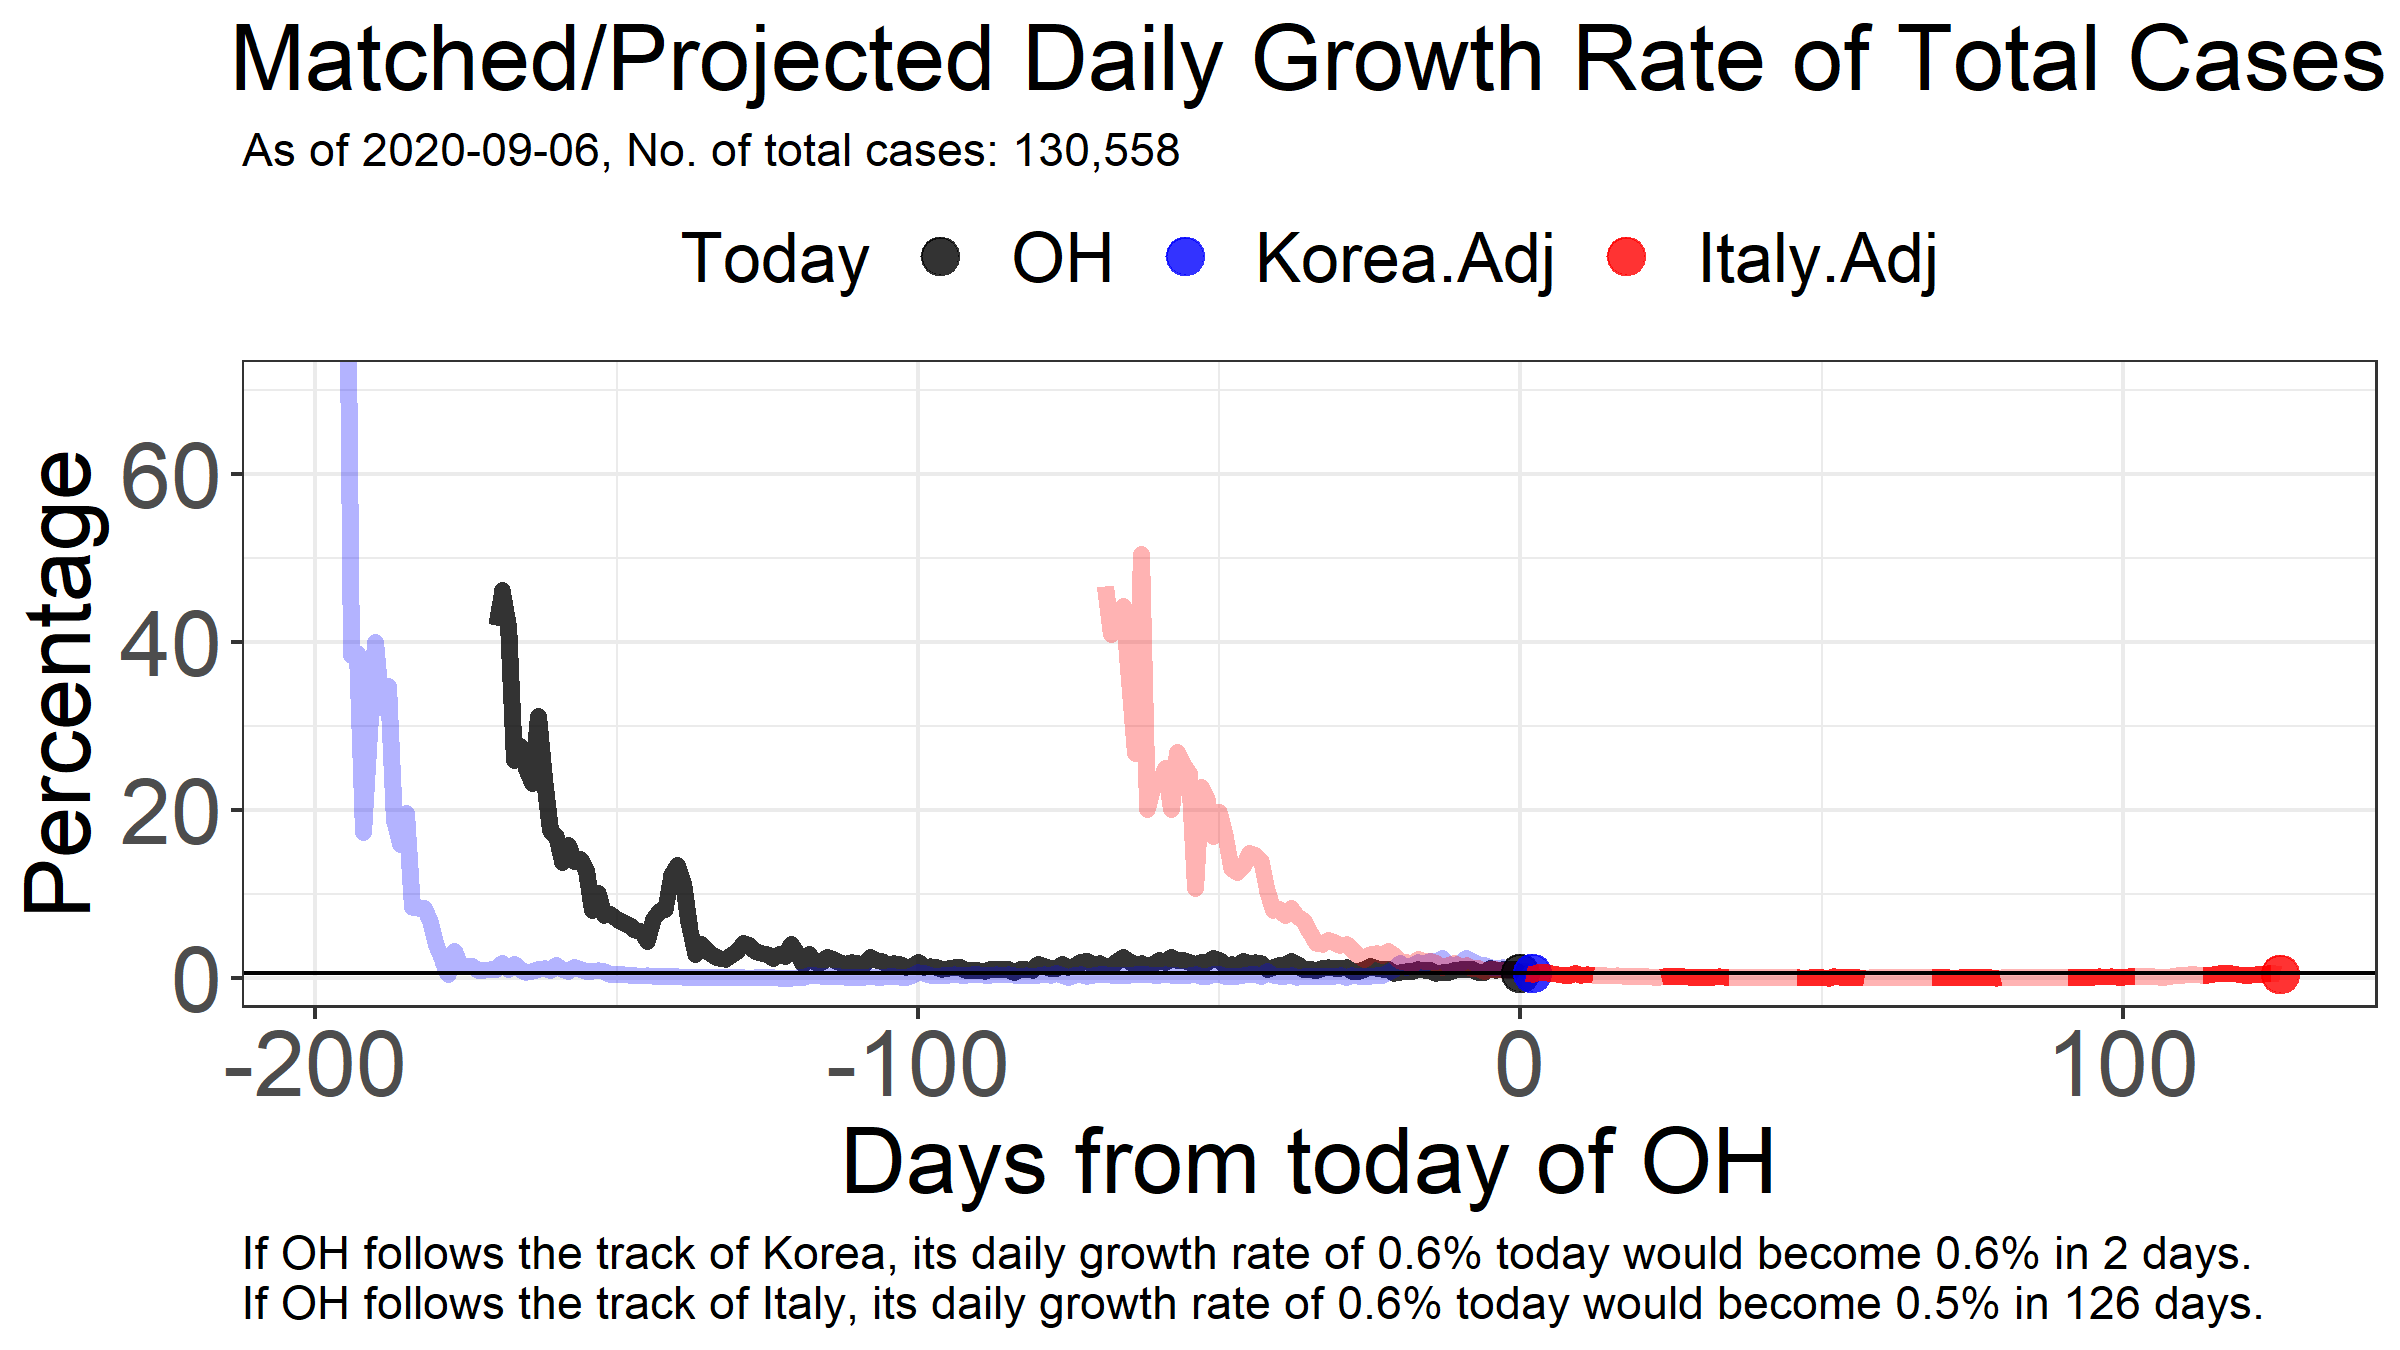 Matched/Projected Daily Growth Rate of Total Cases
As of 2020-09-06, No. of total cases: 130,558
Today OH Korea.Adj Italy.Adj
Percentage
60
40
20
0
-200 -100 0 100
Days from today of OH
If OH follows the track of Korea, its daily growth rate of 0.6% today would become 0.6% in 2 days.
If OH follows the track of Italy, its daily growth rate of 0.6% today would become 0.5% in 126 days.